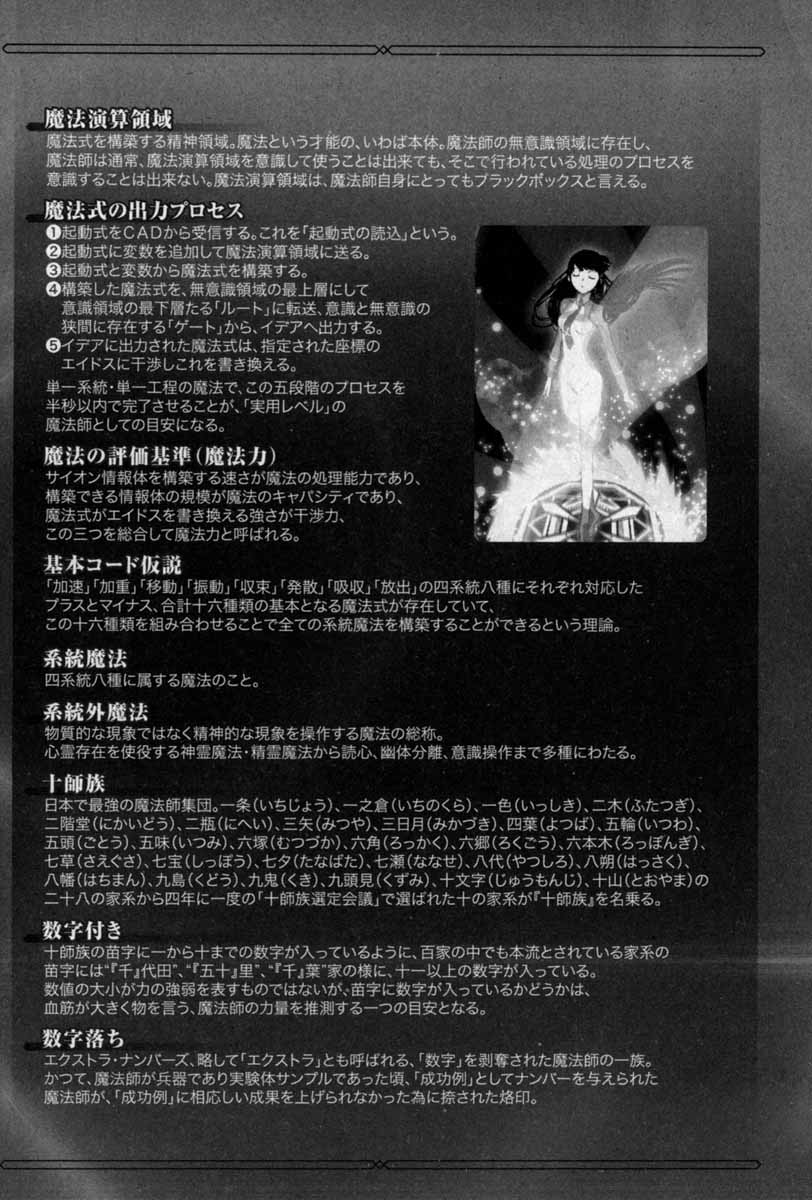 魔法演算領域
魔法式を構築する精神領域。魔法という才能の、いわば本体。魔法師の無意識領域に存在し、
魔法師は通常、魔法演算領域を意識して使うことは出来ても、そこで行われている処理のプロセスを
意識することは出来ない。魔法演算領域は、魔法師自身にとってもブラックボックスと言える。
魔法式の出力プロセス
❶起動式をCADから受信する。これを「起動式の読込」という。
❷起動式に変数を追加して魔法演算領域に送る。
❸起動式と変数から魔法式を構築する。
❹構築した魔法式を、無意識領域の最上層にして
意識領域の最下層たる「ルート」に転送、意識と無意識の
狭間に存在する「ゲート」から、イデアへ出力する。
❺イデアに出力された魔法式は、指定された座標の
エイドスに干渉しこれを書き換える。
単一系統・単一工程の魔法で、この五段階のプロセスを
半秒以内で完了させることが、「実用レベル」の
魔法師としての目安になる。
魔法の評価基準(魔法力)
サイオン情報体を構築する速さが魔法の処理能力であり、
構築できる情報体の規模が魔法のキャパシティであり、
魔法式がエイドスを書き換える強さが干渉力、
この三つを総合して魔法力と呼ばれる。
基本コード仮説
「加速」「加重」「移動」「振動」「収束」「発散」「吸収」「放出」の四系統八種にそれぞれ対応した
プラスとマイナス、合計十六種類の基本となる魔法式が存在していて、
この十六種類を組み合わせることで全ての系統魔法を構築することができるという理論。
系統魔法
四系統八種に属する魔法のこと。
系統外魔法
物質的な現象ではなく精神的な現象を操作する魔法の総称。
心霊存在を使役する神霊魔法・精霊魔法から読心、幽体分離、意識操作まで多種にわたる。
十師族
日本で最強の魔法師集団。一条(いちじょう)、一之倉(いちのくら)、一色(いっしき)、二木(ふたつぎ)、
二階堂(にかいどう)、二瓶(にへい)、三矢(みつや)、三日月(みかづき)、四葉(よつば)、五輪(いつわ)、
五頭(ごとう)、五味(いつみ)、六塚(むつづか)、六角(ろっかく)、六郷(ろくごう)、六本木(ろっぽんぎ)、
七草(さえぐさ)、七宝(しっぽう)、七夕(たなばた)、七瀬(ななせ)、八代(やつしろ)、八朔(はっさく)、
八幡(はちまん)、九島(くどう)、九鬼(くき)、九頭見(くずみ)、十文字(じゅうもんじ)、十山(とおやま)の
二十八の家系から四年に一度の「十師族選定会議」で選ばれた十の家系が『十師族』を名乗る。
数字付き
十師族の苗字に一から十までの数字が入っているように、百家の中でも本流とされている家系の
苗字には“『千』代田”、“『五十』里”、“『千』葉”家の様に、十一以上の数字が入っている。
数値の大小が力の強弱を表すものではないが、苗字に数字が入っているかどうかは、
血筋が大きく物を言う、魔法師の力量を推測する一つの目安となる。
数字落ち
エクストラ・ナンバーズ、略して「エクストラ」とも呼ばれる、「数字」を剥奪された魔法師の一族。
かつて、魔法師が兵器であり実験体サンプルであった頃、「成功例」としてナンバーを与えられた
魔法師が、「成功例」に相応しい成果を上げられなかった為に捺された烙印。